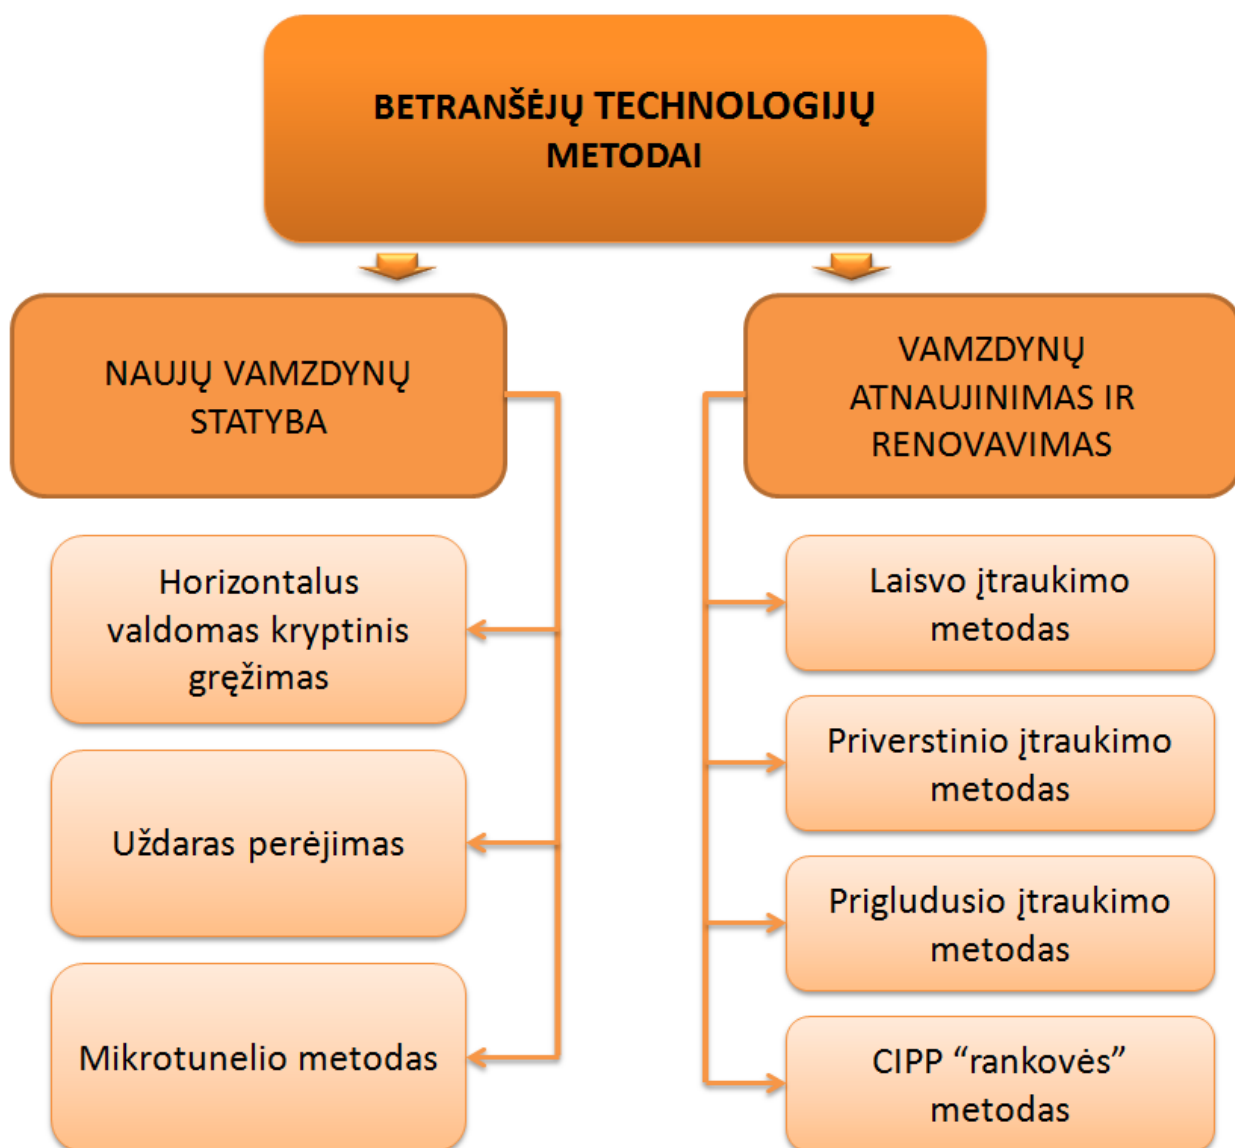 BETRANŠĖJŲ TECHNOLOGIJŲ
METODAI
NAUJŲ VAMZDYNŲ
STATYBA
Horizontalus
valdomas kryptinis
gręžimas
Uždaras perėjimas
Mikrotunelio metodas
VAMZDYNŲ
ATNAUJINIMAS IR
RENOVAVIMAS
Laisvo įtraukimo
metodas
Priverstinio įtraukimo
metodas
Prigludusio įtraukimo
metodas
CIPP “rankovės”
metodas